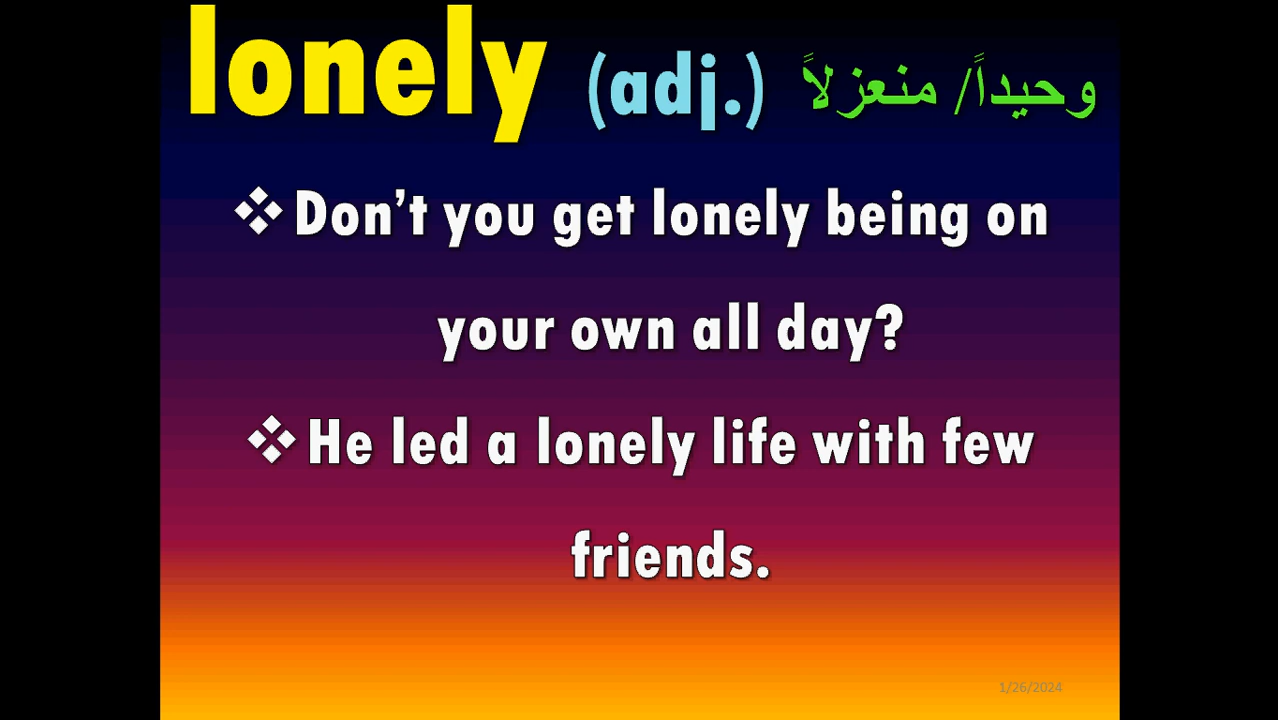 lonely (adj.) وحيداً/ منعزلاً
❖Don’t you get lonely being on
your own all day?
❖He led a lonely life with few
friends.
1/26/2024